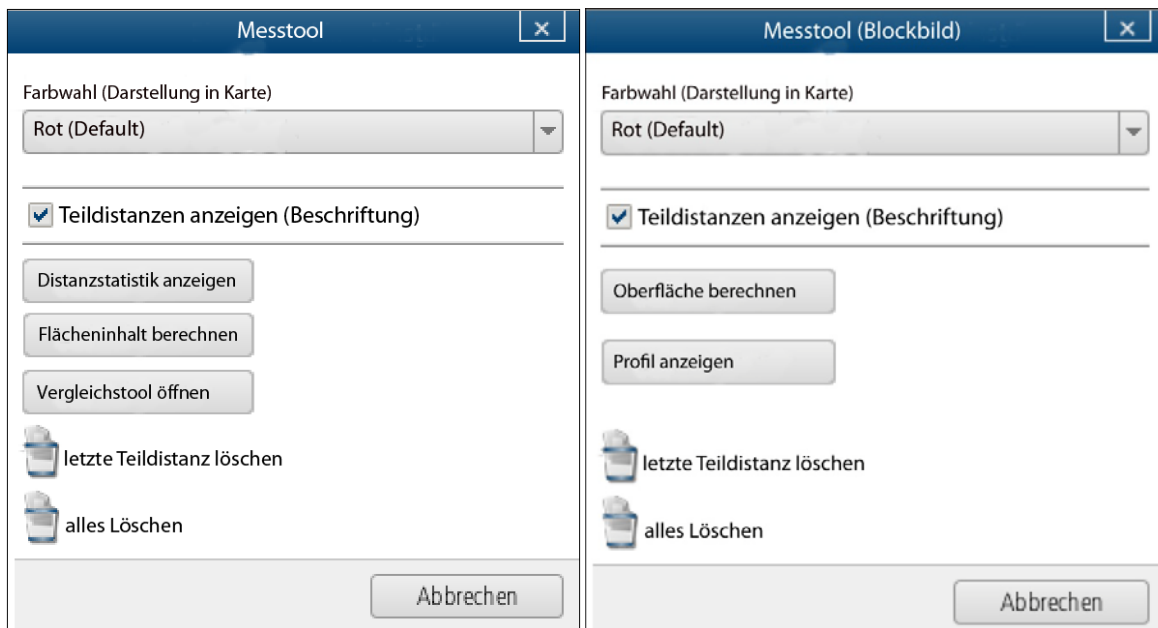 Messtool
Farbwahl (Darstellung in Karte)
Rot (Default)
Teildistanzen anzeigen (Beschriftung)
Distanzstatistik anzeigen
Flächeninhalt berechnen
Vergleichstool öffnen
letzte Teildistanz löschen
alles Löschen
Abbrechen
Messtool (Blockbild)
Farbwahl (Darstellung in Karte)
Rot (Default)
Teildistanzen anzeigen (Beschriftung)
Oberfläche berechnen
Profil anzeigen
letzte Teildistanz löschen
alles Löschen
Abbrechen